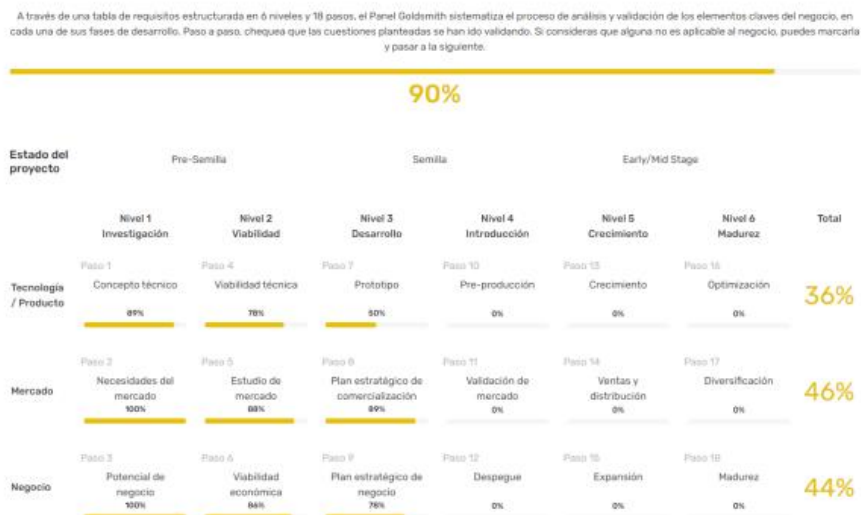 A través de una tabla de requisitos estructurada en 6 niveles y 18 pasos, el Panel Goldsmith sistematiza el proceso de análisis y validación de los elementos claves del negocio, en
cada una de sus fases de desarrollo. Paso a paso, chequea que las cuestiones planteadas se han ido validando. Si consideras que alguna no es aplicable al negocio, puedes marcarla
y pasar a la siguiente.
90%
Estado del
proyecto
Pre-Semilla
Semilla
Early/Mid Stage
Nivel 1
Investigación
Nivel 2
Viabilidad
Nivel 3
Desarrollo
Nivel 4
Introducción
Nivel 5
Crecimiento
Nivel 6
Madurez
Total
Tecnología
/ Producto
Paso 1
Concepto técnico
89%
Paso 4
Viabilidad técnica
78%
Paso 7
Prototipo
50%
Paso 10
Pre-producción
0%
Paso 13
Crecimiento
0%
Paso 16
Optimización
0%
36%
Mercado
Paso 2
Necesidades del
mercado
100%
Paso 5
Estudio de
mercado
88%
Paso 8
Plan estratégico de
comercialización
89%
Paso 11
Validación de
mercado
0%
Paso 14
Ventas y
distribución
0%
Paso 17
Diversificación
0%
46%
Negocio
Paso 3
Potencial de
negocio
100%
Paso 6
Viabilidad
económica
86%
Paso 9
Plan estratégico de
negocio
78%
Paso 12
Despegue
0%
Paso 15
Expansión
0%
Paso 18
Madurez
0%
44%